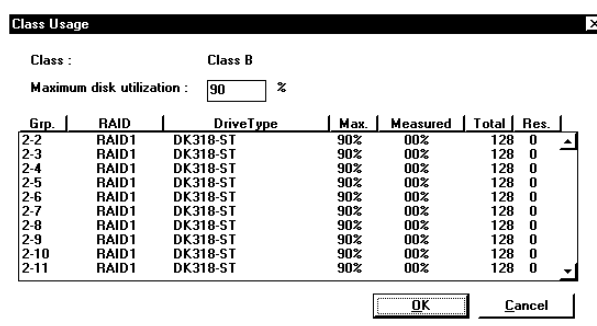 Class Usage
Class : Class B
Maximum disk utilization : 90 %
Grp. RAID DriveType Max. Measured Total Res.
2-2 RAID1 DK318-ST 90% 00% 128 0
2-3 RAID1 DK318-ST 90% 00% 128 0
2-4 RAID1 DK318-ST 90% 00% 128 0
2-5 RAID1 DK318-ST 90% 00% 128 0
2-6 RAID1 DK318-ST 90% 00% 128 0
2-7 RAID1 DK318-ST 90% 00% 128 0
2-8 RAID1 DK318-ST 90% 00% 128 0
2-9 RAID1 DK318-ST 90% 00% 128 0
2-10 RAID1 DK318-ST 90% 00% 128 0
2-11 RAID1 DK318-ST 90% 00% 128 0
OK Cancel